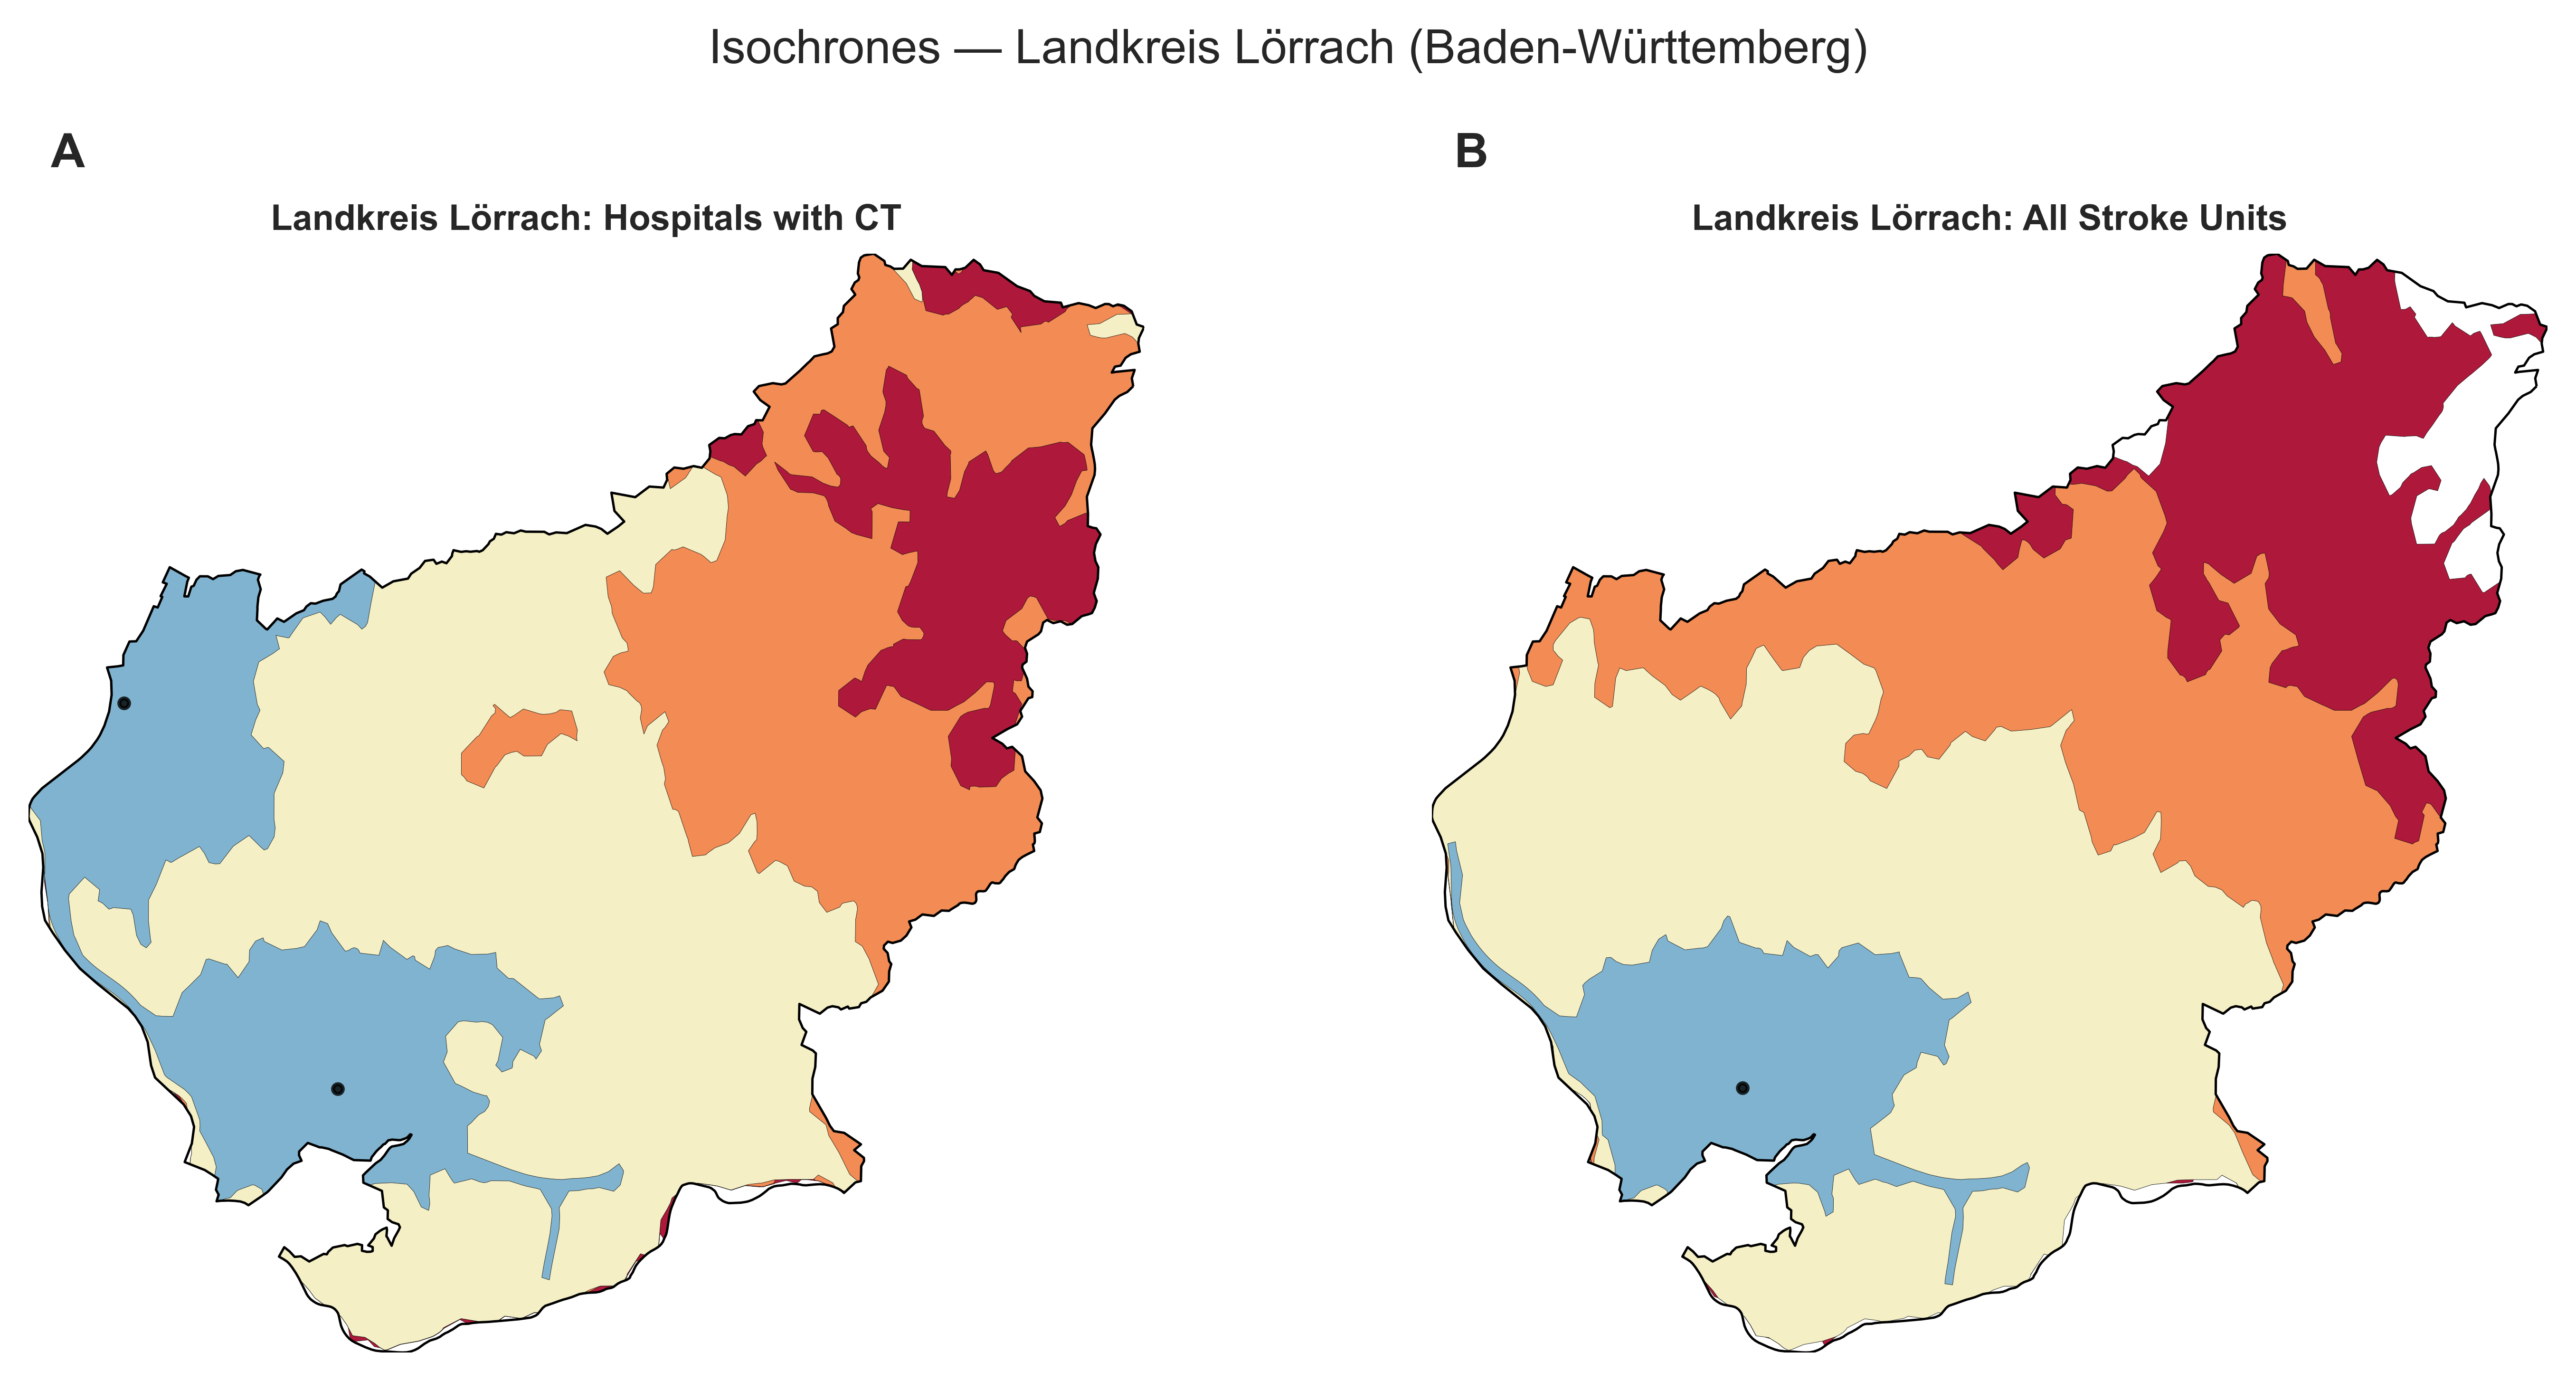 Isochrones — Landkreis Lörrach (Baden-Württemberg)
A
B
Landkreis Lörrach: Hospitals with CT
Landkreis Lörrach: All Stroke Units